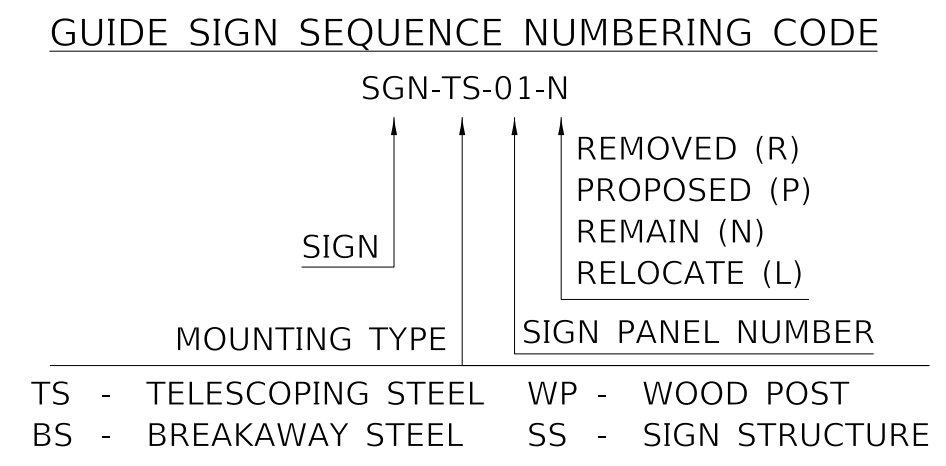 GUIDE SIGN SEQUENCE NUMBERING CODE
SGN-TS-01-N
REMOVED (R)
PROPOSED (P)
REMAIN (N)
RELOCATE (L)
SIGN
SIGN PANEL NUMBER
MOUNTING TYPE
TS - TELESCOPING STEEL WP - WOOD POST
BS - BREAKAWAY STEEL SS - SIGN STRUCTURE